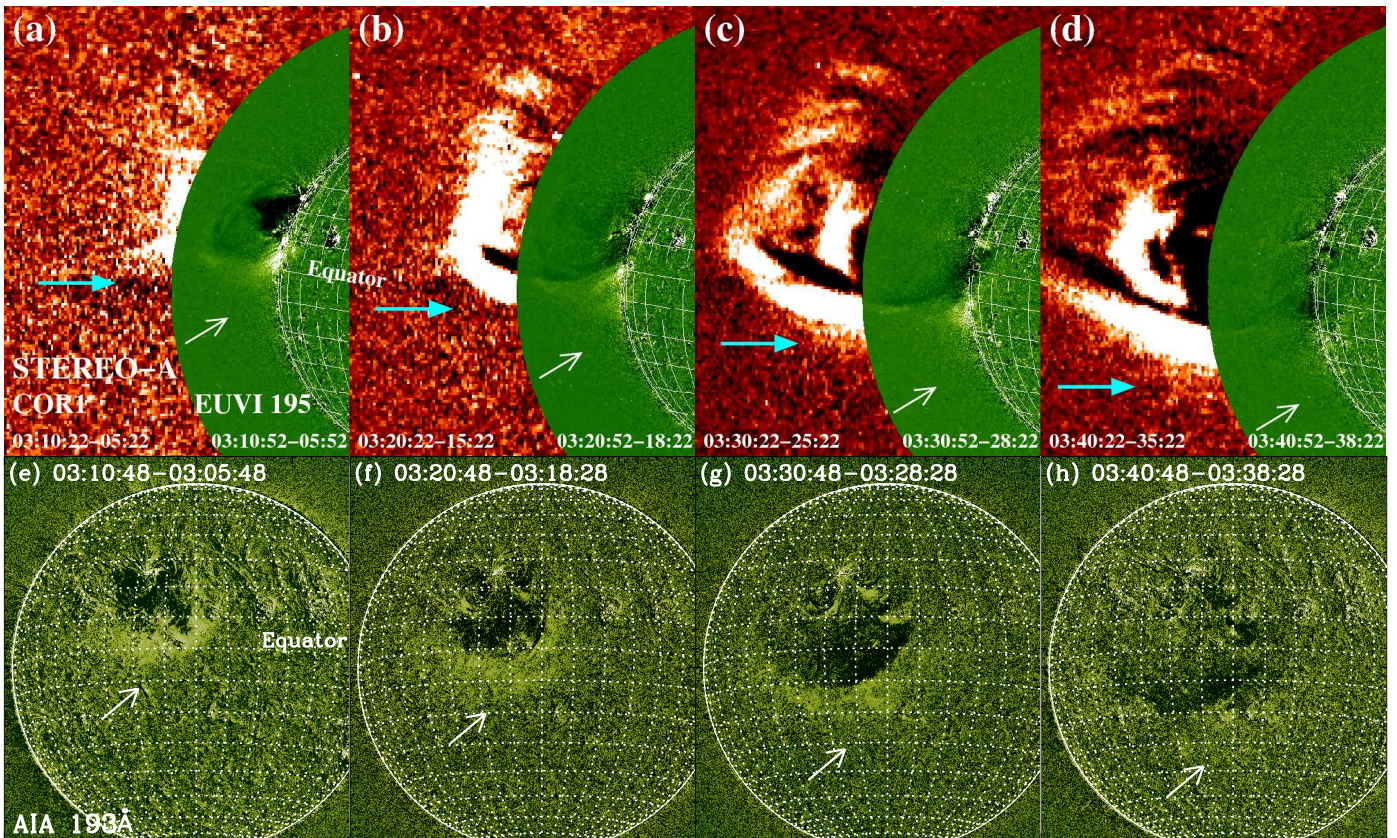 (a)
Equator
STEREO-A
COR1
EUVI 195
03:10:22-05:22
03:10:52-05:52
(b)
03:20:22-15:22
03:20:52-18:22
(c)
03:30:22-25:22
03:30:52-28:22
(d)
03:40:22-35:22
03:40:52-38:22
(e) 03:10:48-03:05:48
Equator
AIA 193Å
(f) 03:20:48-03:18:28
(g) 03:30:48-03:28:28
(h) 03:40:48-03:38:28